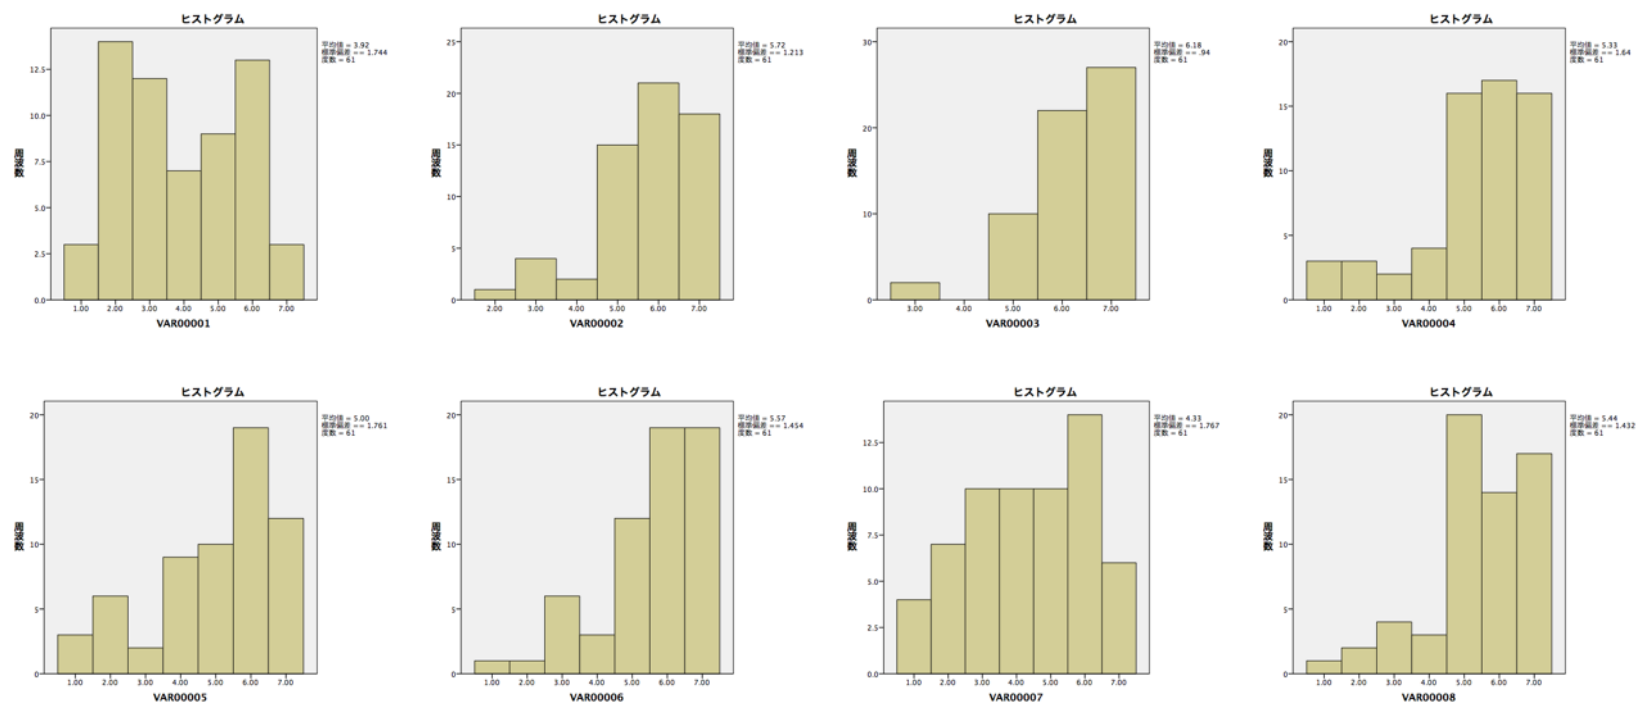 ヒストグラム
平均値 = 3.92
標準偏差 == 1.744
度数 = 61
12.5
10.0
7.5
5.0
2.5
0.0
周波数
1.00 2.00 3.00 4.00 5.00 6.00 7.00
VAR00001
ヒストグラム
平均値 = 5.72
標準偏差 == 1.213
度数 = 61
25
20
15
10
5
0
周波数
2.00 3.00 4.00 5.00 6.00 7.00
VAR00002
ヒストグラム
平均値 = 6.18
標準偏差 == .94
度数 = 61
30
20
10
0
周波数
3.00 4.00 5.00 6.00 7.00
VAR00003
ヒストグラム
平均値 = 5.33
標準偏差 == 1.64
度数 = 61
20
15
10
5
0
周波数
1.00 2.00 3.00 4.00 5.00 6.00 7.00
VAR00004
ヒストグラム
平均値 = 5.00
標準偏差 == 1.761
度数 = 61
20
15
10
5
0
周波数
1.00 2.00 3.00 4.00 5.00 6.00 7.00
VAR00005
ヒストグラム
平均値 = 5.57
標準偏差 == 1.454
度数 = 61
20
15
10
5
0
周波数
1.00 2.00 3.00 4.00 5.00 6.00 7.00
VAR00006
ヒストグラム
平均値 = 4.33
標準偏差 == 1.767
度数 = 61
12.5
10.0
7.5
5.0
2.5
0.0
周波数
1.00 2.00 3.00 4.00 5.00 6.00 7.00
VAR00007
ヒストグラム
平均値 = 5.44
標準偏差 == 1.432
度数 = 61
20
15
10
5
0
周波数
1.00 2.00 3.00 4.00 5.00 6.00 7.00
VAR00008